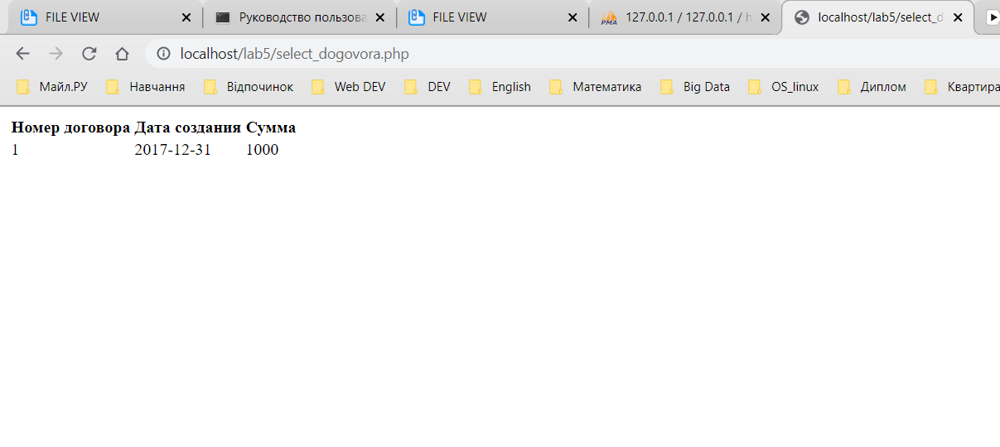 FILE VIEW Руководство пользова FILE VIEW PMA 127.0.0.1 / 127.0.0.1 / h localhost/lab5/select_d
localhost/lab5/select_dogovora.php
Майл.РУ Навчання Відпочинок Web DEV DEV English Математика Big Data OS_linux Диплом Квартира
Номер договора Дата создания Сумма
1 2017-12-31 1000